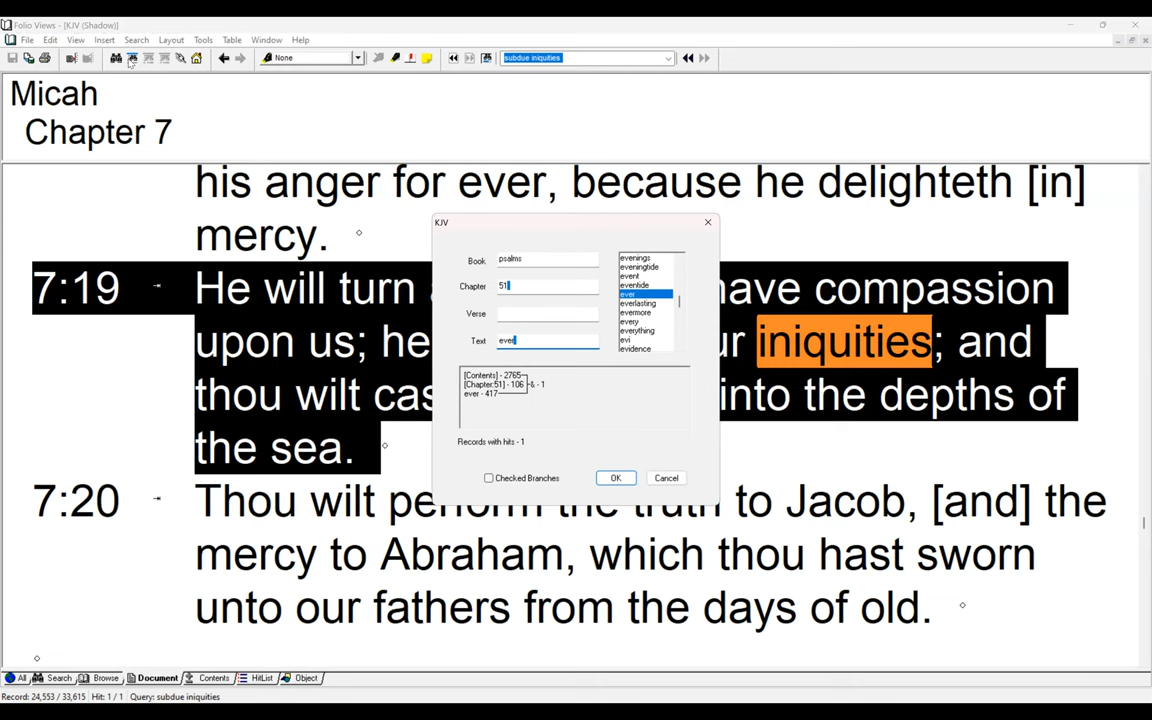 Folio Views - [KJV (Shadow)]
File Edit View Insert Search Layout Tools Table Window Help
None
subdue iniquities
Micah
Chapter 7
his anger for ever, because he delighteth [in]
mercy.
7:19 He will turn have compassion
upon us; he ur iniquities; and
thou wilt cas into the depths of
the sea.
7:20 Thou wilt perform the truth to Jacob, [and] the
mercy to Abraham, which thou hast sworn
unto our fathers from the days of old.
KJV
Book psalms
Chapter 51
Verse
Text ever
evenings
eveningtide
event
eventide
ever
everlasting
evermore
every
everything
evi
evidence
[Contents] - 2765
[Chapter:51] - 106 & - 1
ever - 417
Records with hits - 1
Checked Branches OK Cancel
All Search Browse Document Contents HitList Object
Record: 24,553 / 33,615 Hit: 1 / 1 Query: subdue iniquities